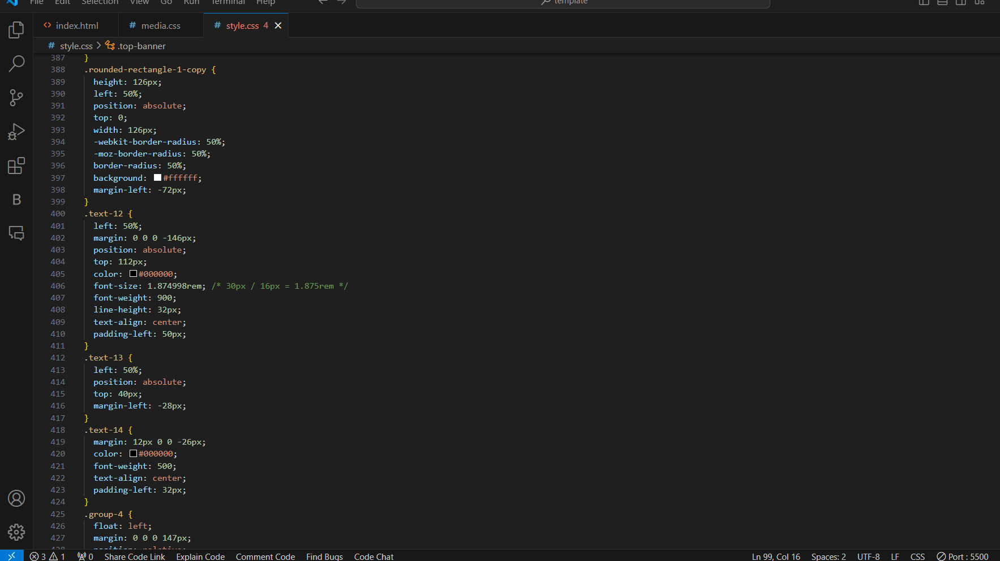 File Edit Selection View Go Run Terminal Help template
index.html media.css style.css 4
style.css .top-banner
387 }
388 .rounded-rectangle-1-copy {
389 height: 126px;
390 left: 50%;
391 position: absolute;
392 top: 0;
393 width: 126px;
394 -webkit-border-radius: 50%;
395 -moz-border-radius: 50%;
396 border-radius: 50%;
397 background: #ffffff;
398 margin-left: -72px;
399 }
400 .text-12 {
401 left: 50%;
402 margin: 0 0 0 -146px;
403 position: absolute;
404 top: 112px;
405 color: #000000;
406 font-size: 1.874998rem; /* 30px / 16px = 1.875rem */
407 font-weight: 900;
408 line-height: 32px;
409 text-align: center;
410 padding-left: 50px;
411 }
412 .text-13 {
413 left: 50%;
414 position: absolute;
415 top: 40px;
416 margin-left: -28px;
417 }
418 .text-14 {
419 margin: 12px 0 0 -26px;
420 color: #000000;
421 font-weight: 500;
422 text-align: center;
423 padding-left: 32px;
424 }
425 .group-4 {
426 float: left;
427 margin: 0 0 0 147px;
428 position: relative;
3 1 0 Share Code Link Explain Code Comment Code Find Bugs Code Chat Ln 99, Col 16 Spaces: 2 UTF-8 LF CSS Port : 5500